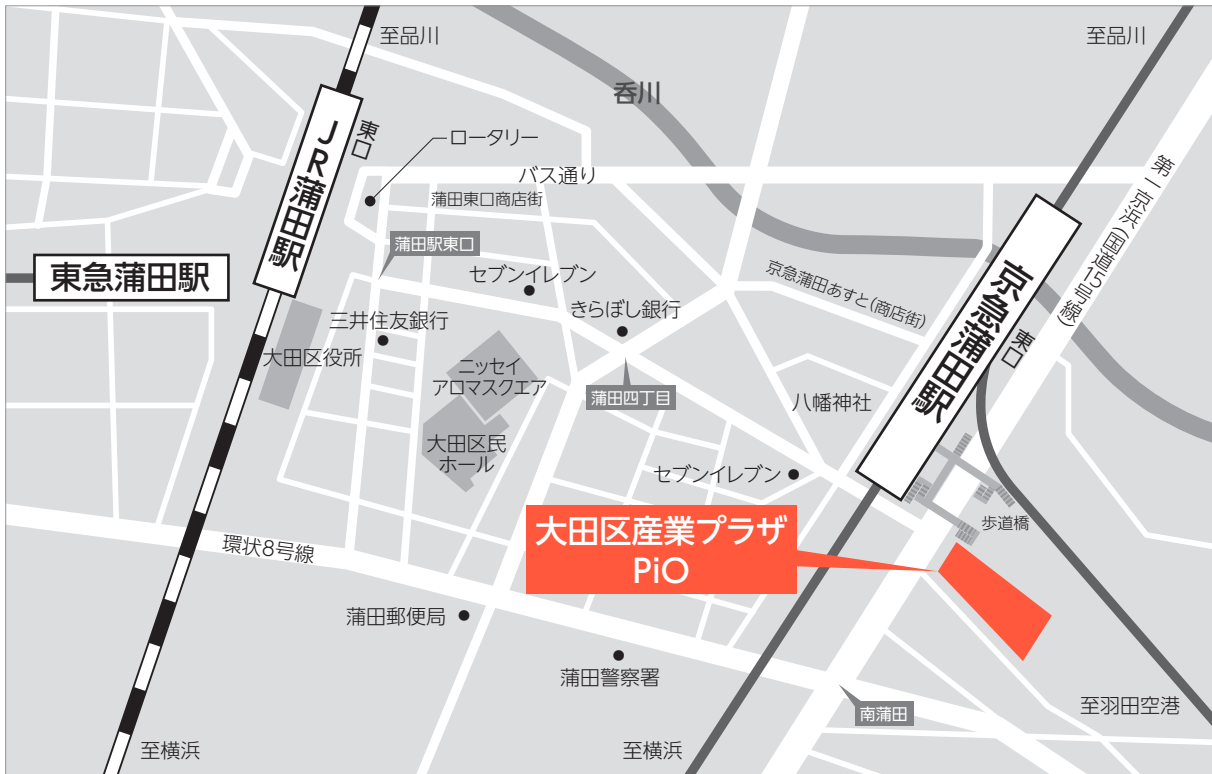 至品川
至品川
呑川
東口
ロータリー
JR蒲田駅
バス通り
第一京浜(国道15号線)
蒲田東口商店街
蒲田駅東口
京急蒲田あすと(商店街)
東急蒲田駅
セブンイレブン
きらぼし銀行
京急蒲田駅
東口
三井住友銀行
大田区役所
ニッセイ
アロマスクエア
蒲田四丁目
八幡神社
大田区民
ホール
セブンイレブン
歩道橋
大田区産業プラザ
PiO
環状8号線
蒲田郵便局
蒲田警察署
南蒲田
至羽田空港
至横浜
至横浜